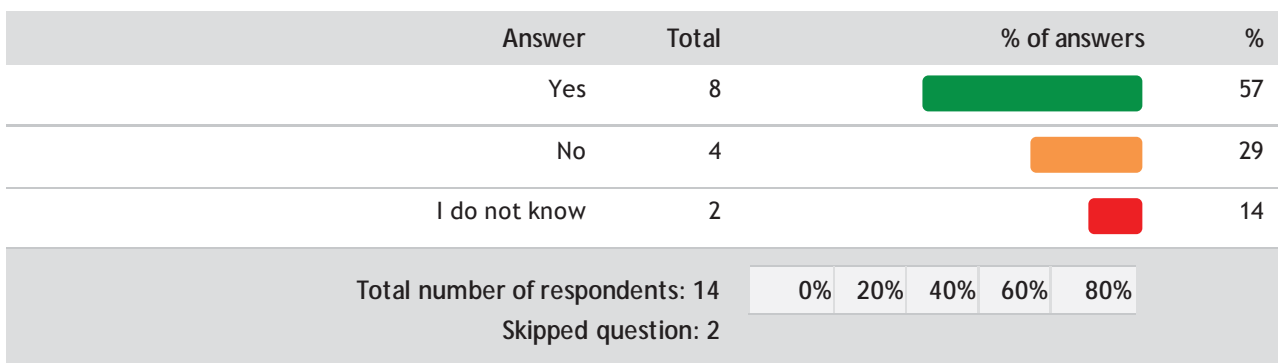 Answer Total % of answers %
Yes 8 57
No 4 29
I do not know 2 14
Total number of respondents: 14 0% 20% 40% 60% 80%
Skipped question: 2